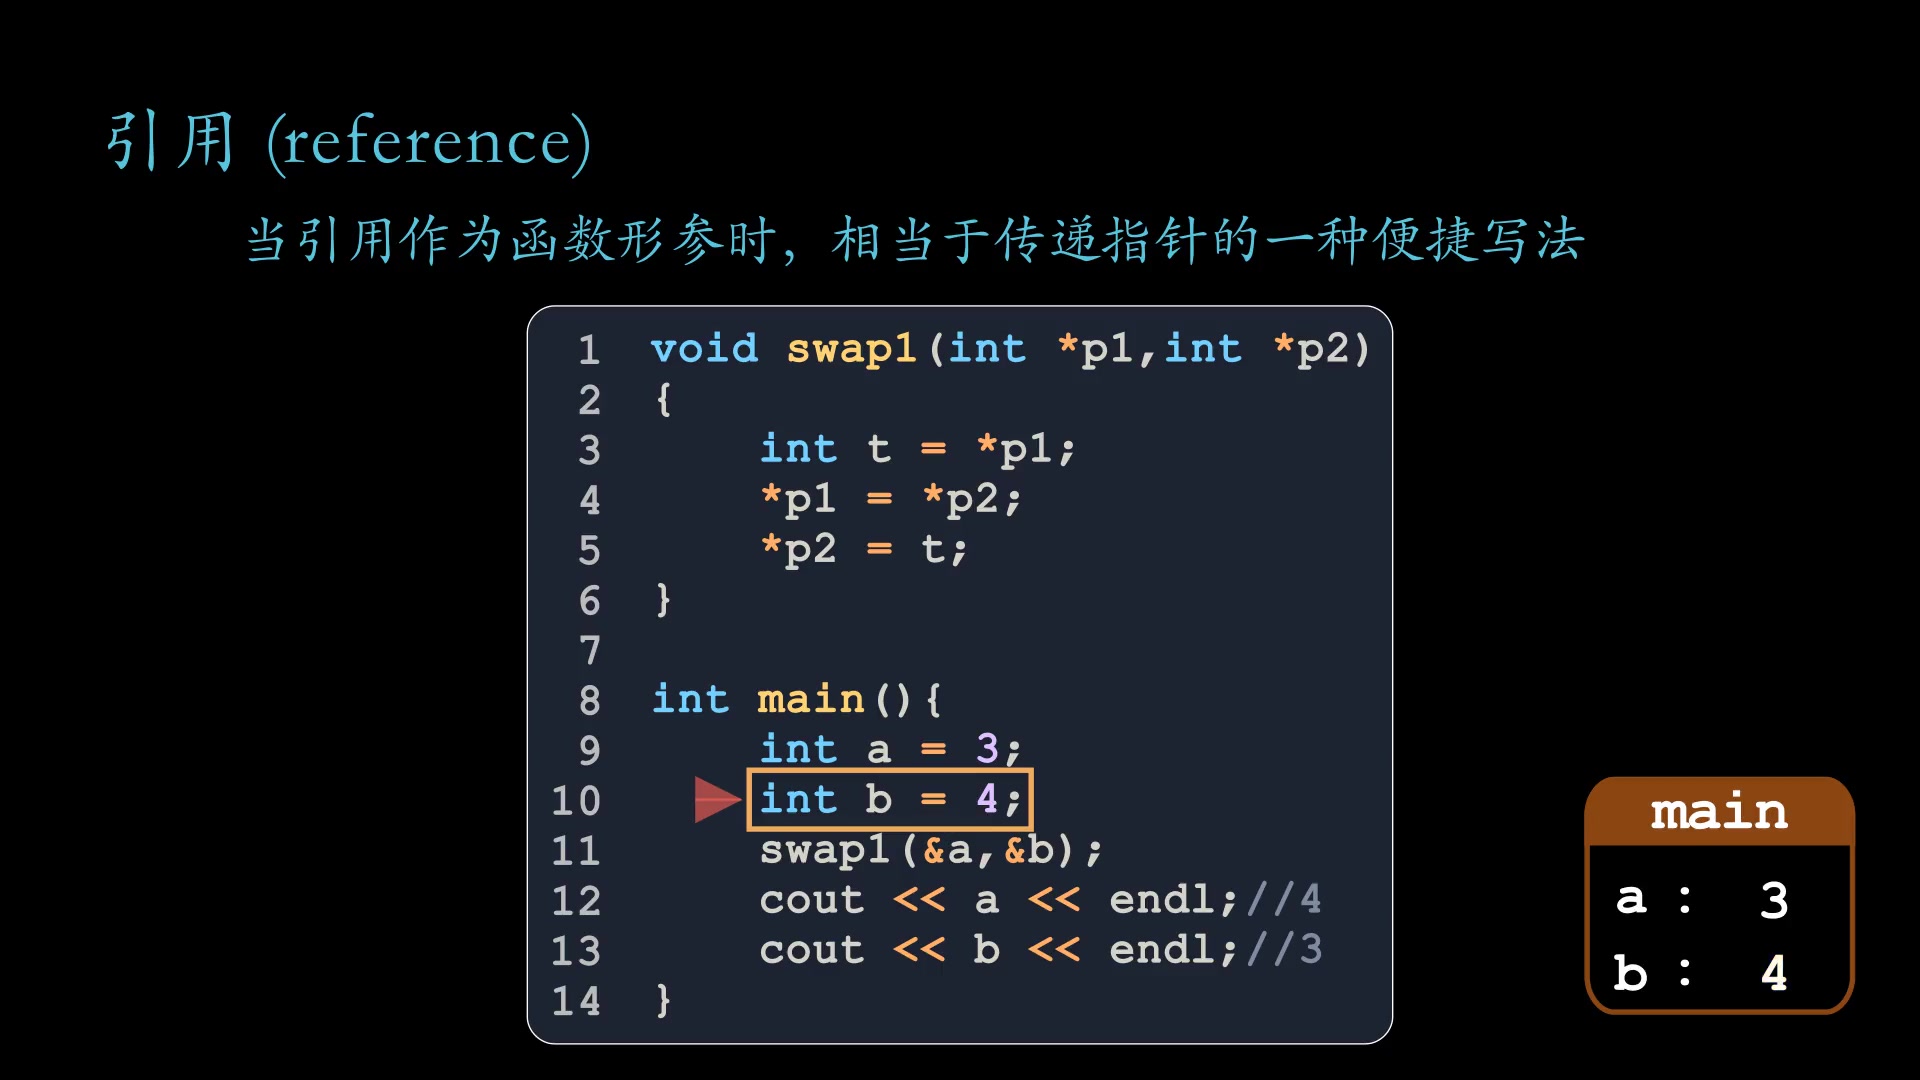 引用 (reference)
当引用作为函数形参时，相当于传递指针的一种便捷写法
1 void swap1(int *p1,int *p2)
2 {
3     int t = *p1;
4     *p1 = *p2;
5     *p2 = t;
6 }
7
8 int main(){
9     int a = 3;
10     int b = 4;
11     swap1(&a,&b);
12     cout << a << endl;//4
13     cout << b << endl;//3
14 }
main
a : 3
b : 4